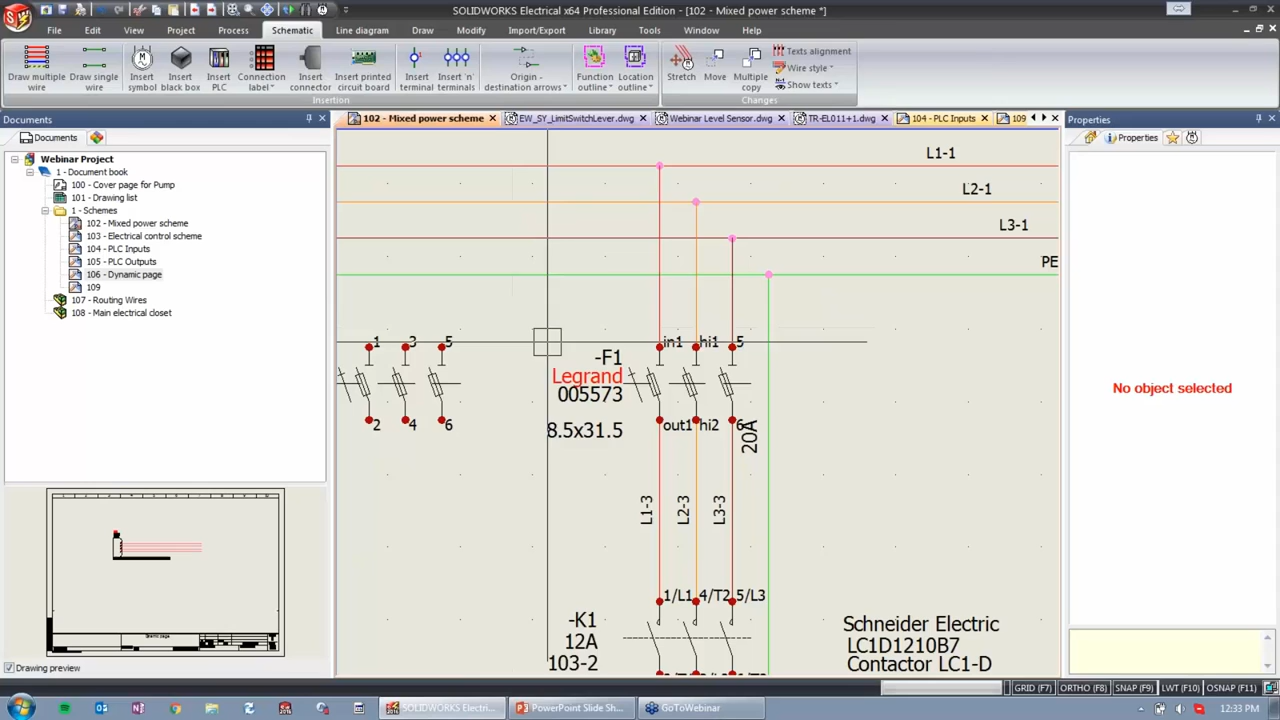 SOLIDWORKS Electrical x64 Professional Edition - [102 - Mixed power scheme *]
File Edit View Project Process Schematic Line diagram Draw Modify Import/Export Library Tools Window Help
Draw multiple wire
Draw single wire
Insert symbol
Insert black box
Insert PLC
Connection label
Insert connector
Insert printed circuit board
Insert terminal
Insert 'n' terminals
Origin - destination arrows
Function outline
Location outline
Stretch
Move
Multiple copy
Texts alignment
Wire style
Show texts
Insertion
Changes
Documents
Documents
Webinar Project
1 - Document book
100 - Cover page for Pump
101 - Drawing list
1 - Schemes
102 - Mixed power scheme
103 - Electrical control scheme
104 - PLC Inputs
105 - PLC Outputs
106 - Dynamic page
109
107 - Routing Wires
108 - Main electrical closet
Drawing preview
102 - Mixed power scheme
EW_SY_LimitSwitchLever.dwg
Webinar Level Sensor.dwg
TR-EL011+1.dwg
104 - PLC Inputs
109
L1-1
L2-1
L3-1
PE
1 3 5
2 4 6
in1 hi1 5
-F1
Legrand
005573
8.5x31.5
out1 hi2 6
20A
L1-3
L2-3
L3-3
1/L1 4/T2 5/L3
-K1
12A
103-2
Schneider Electric
LC1D1210B7
Contactor LC1-D
Properties
Properties
No object selected
GRID (F7) ORTHO (F8) SNAP (F9) LWT (F10) OSNAP (F11)
SOLIDWORKS Electri...
PowerPoint Slide Sh...
GoToWebinar
12:33 PM